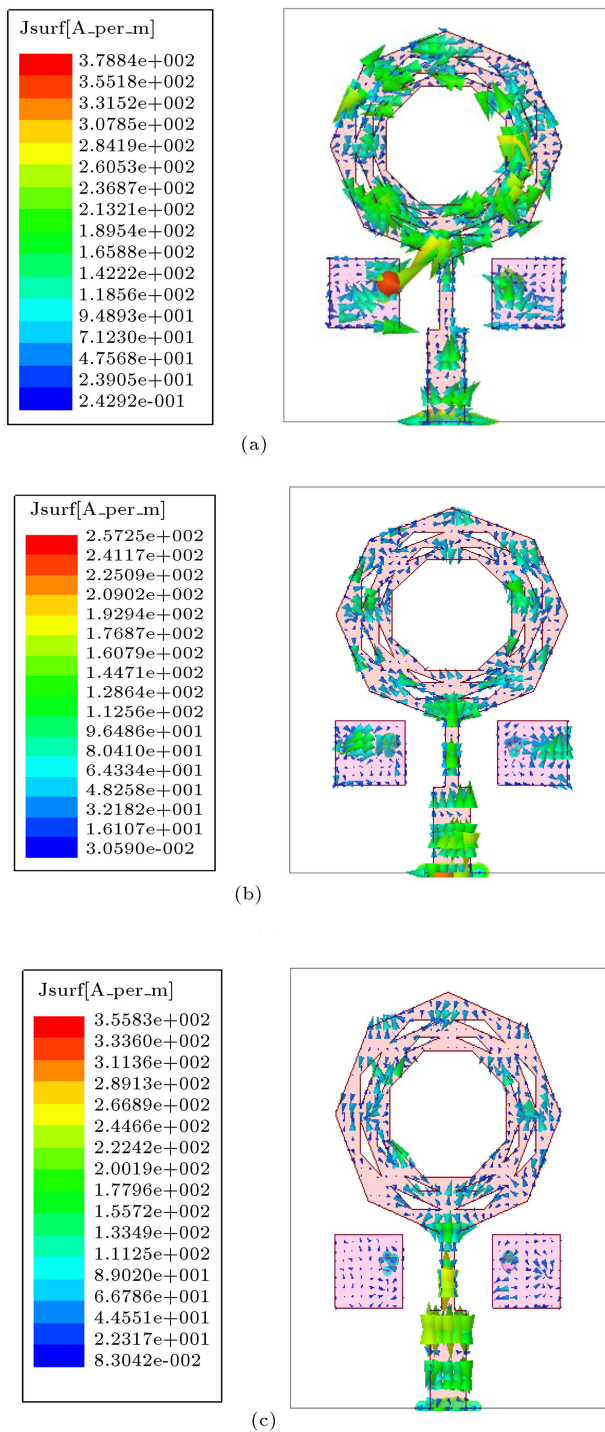 Jsurf[A_per_m]
3.7884e+002
3.5518e+002
3.3152e+002
3.0785e+002
2.8419e+002
2.6053e+002
2.3687e+002
2.1321e+002
1.8954e+002
1.6588e+002
1.4222e+002
1.1856e+002
9.4893e+001
7.1230e+001
4.7568e+001
2.3905e+001
2.4292e-001
(a)
Jsurf[A_per_m]
2.5725e+002
2.4117e+002
2.2509e+002
2.0902e+002
1.9294e+002
1.7687e+002
1.6079e+002
1.4471e+002
1.2864e+002
1.1256e+002
9.6486e+001
8.0410e+001
6.4334e+001
4.8258e+001
3.2182e+001
1.6107e+001
3.0590e-002
(b)
Jsurf[A_per_m]
3.5583e+002
3.3360e+002
3.1136e+002
2.8913e+002
2.6689e+002
2.4466e+002
2.2242e+002
2.0019e+002
1.7796e+002
1.5572e+002
1.3349e+002
1.1125e+002
8.9020e+001
6.6786e+001
4.4551e+001
2.2317e+001
8.3042e-002
(c)